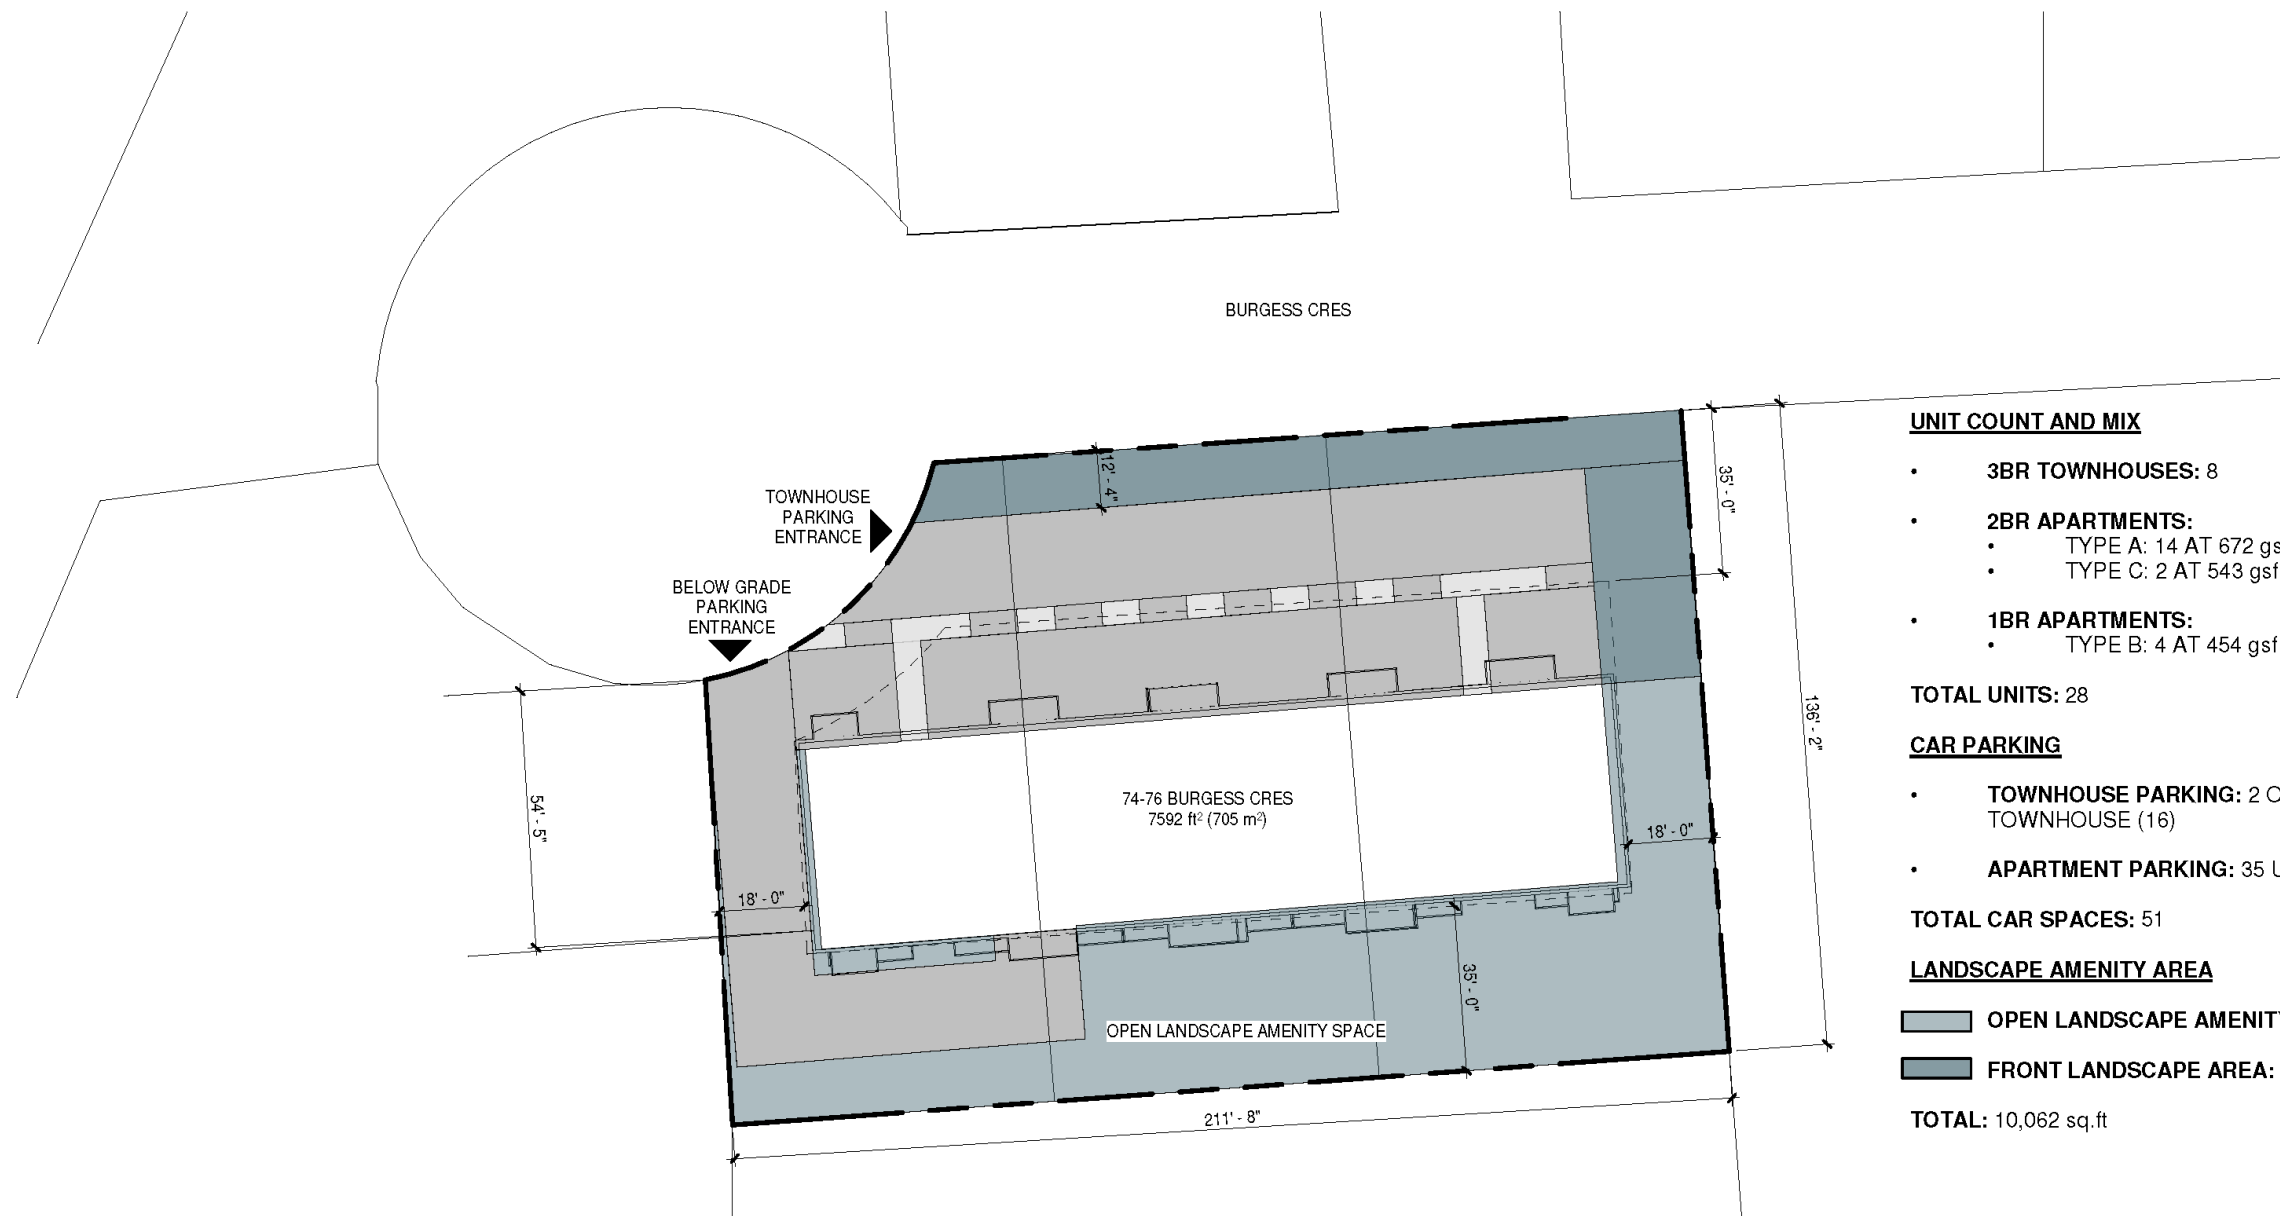 BURGESS CRES
TOWNHOUSE
PARKING
ENTRANCE
BELOW GRADE
PARKING
ENTRANCE
12' - 4"
35' - 0"
136' - 2"
54' - 5"
18' - 0"
18' - 0"
74-76 BURGESS CRES
7592 ft² (705 m²)
35' - 0"
OPEN LANDSCAPE AMENITY SPACE
211' - 8"
UNIT COUNT AND MIX
• 3BR TOWNHOUSES: 8
• 2BR APARTMENTS:
• TYPE A: 14 AT 672 gs
• TYPE C: 2 AT 543 gsf
• 1BR APARTMENTS:
• TYPE B: 4 AT 454 gsf
TOTAL UNITS: 28
CAR PARKING
• TOWNHOUSE PARKING: 2
TOWNHOUSE (16)
• APARTMENT PARKING: 35
TOTAL CAR SPACES: 51
LANDSCAPE AMENITY AREA
OPEN LANDSCAPE AMENIT
FRONT LANDSCAPE AREA:
TOTAL: 10,062 sq.ft